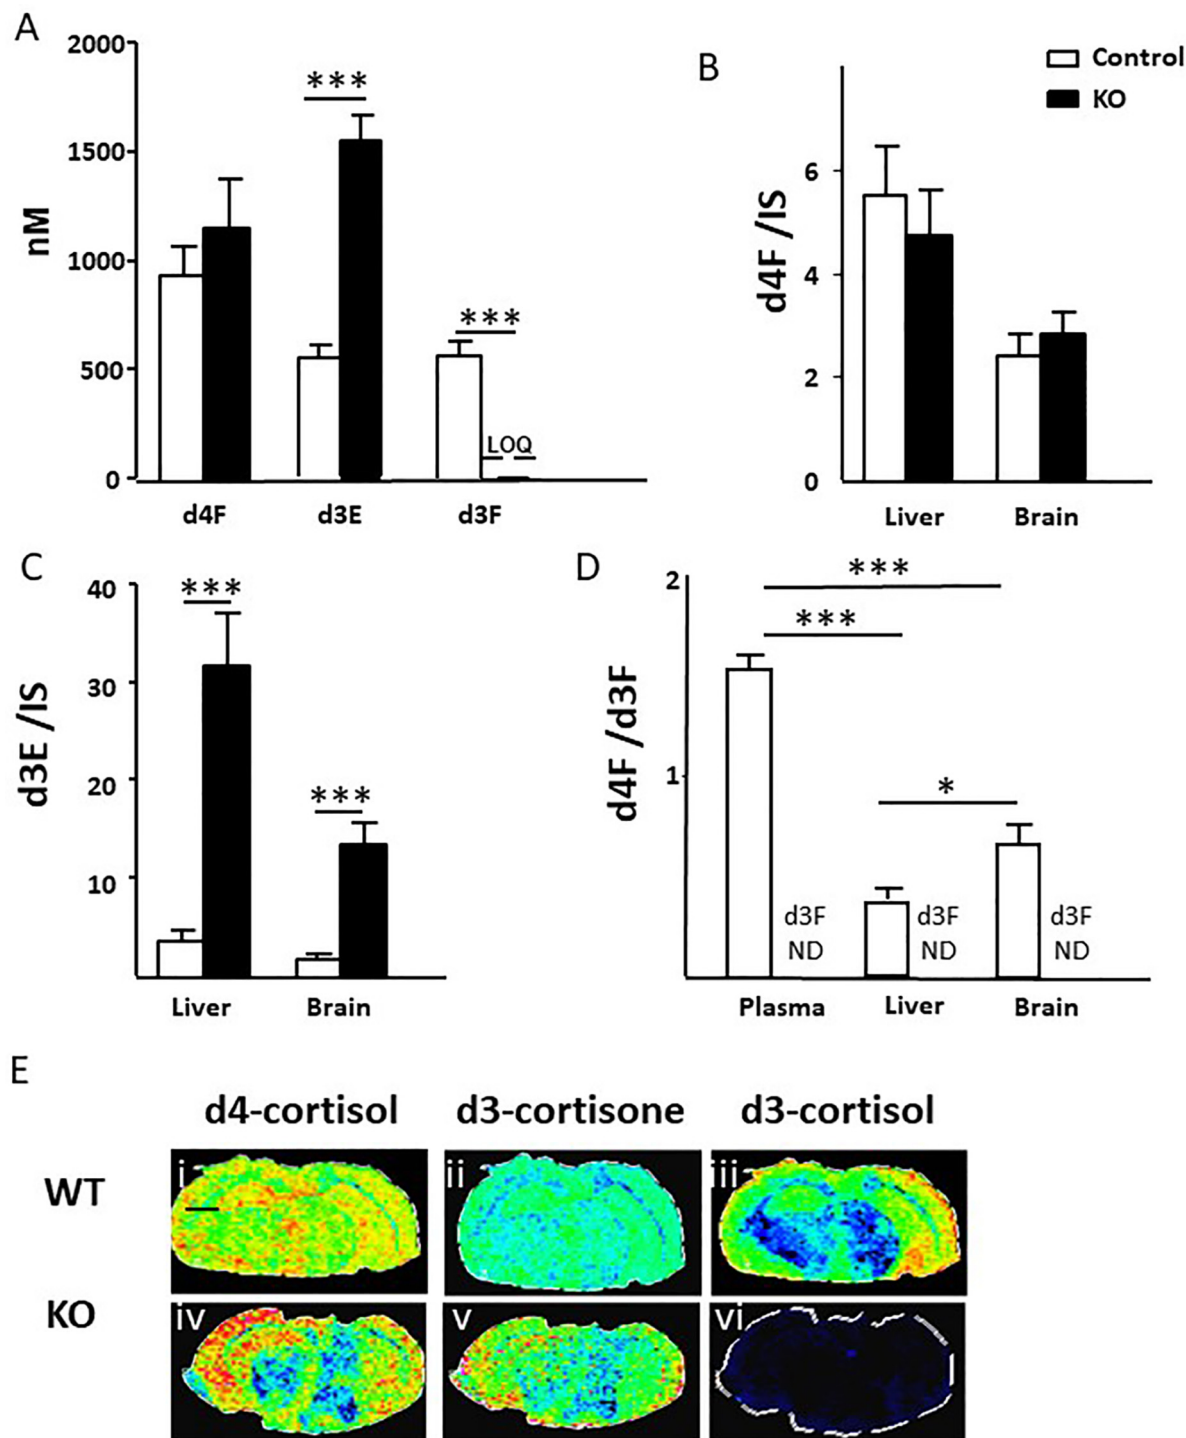 A
2000
1500
1000
500
0
nM
***
***
LOQ
d4F
d3E
d3F
B
Control
KO
d4F /IS
6
4
2
0
Liver
Brain
C
40
30
20
10
d3E /IS
***
***
Liver
Brain
D
2
1
d4F /d3F
***
***
*
d3F
ND
d3F
ND
d3F
ND
Plasma
Liver
Brain
E
d4-cortisol
d3-cortisone
d3-cortisol
WT
i
ii
iii
KO
iv
v
vi